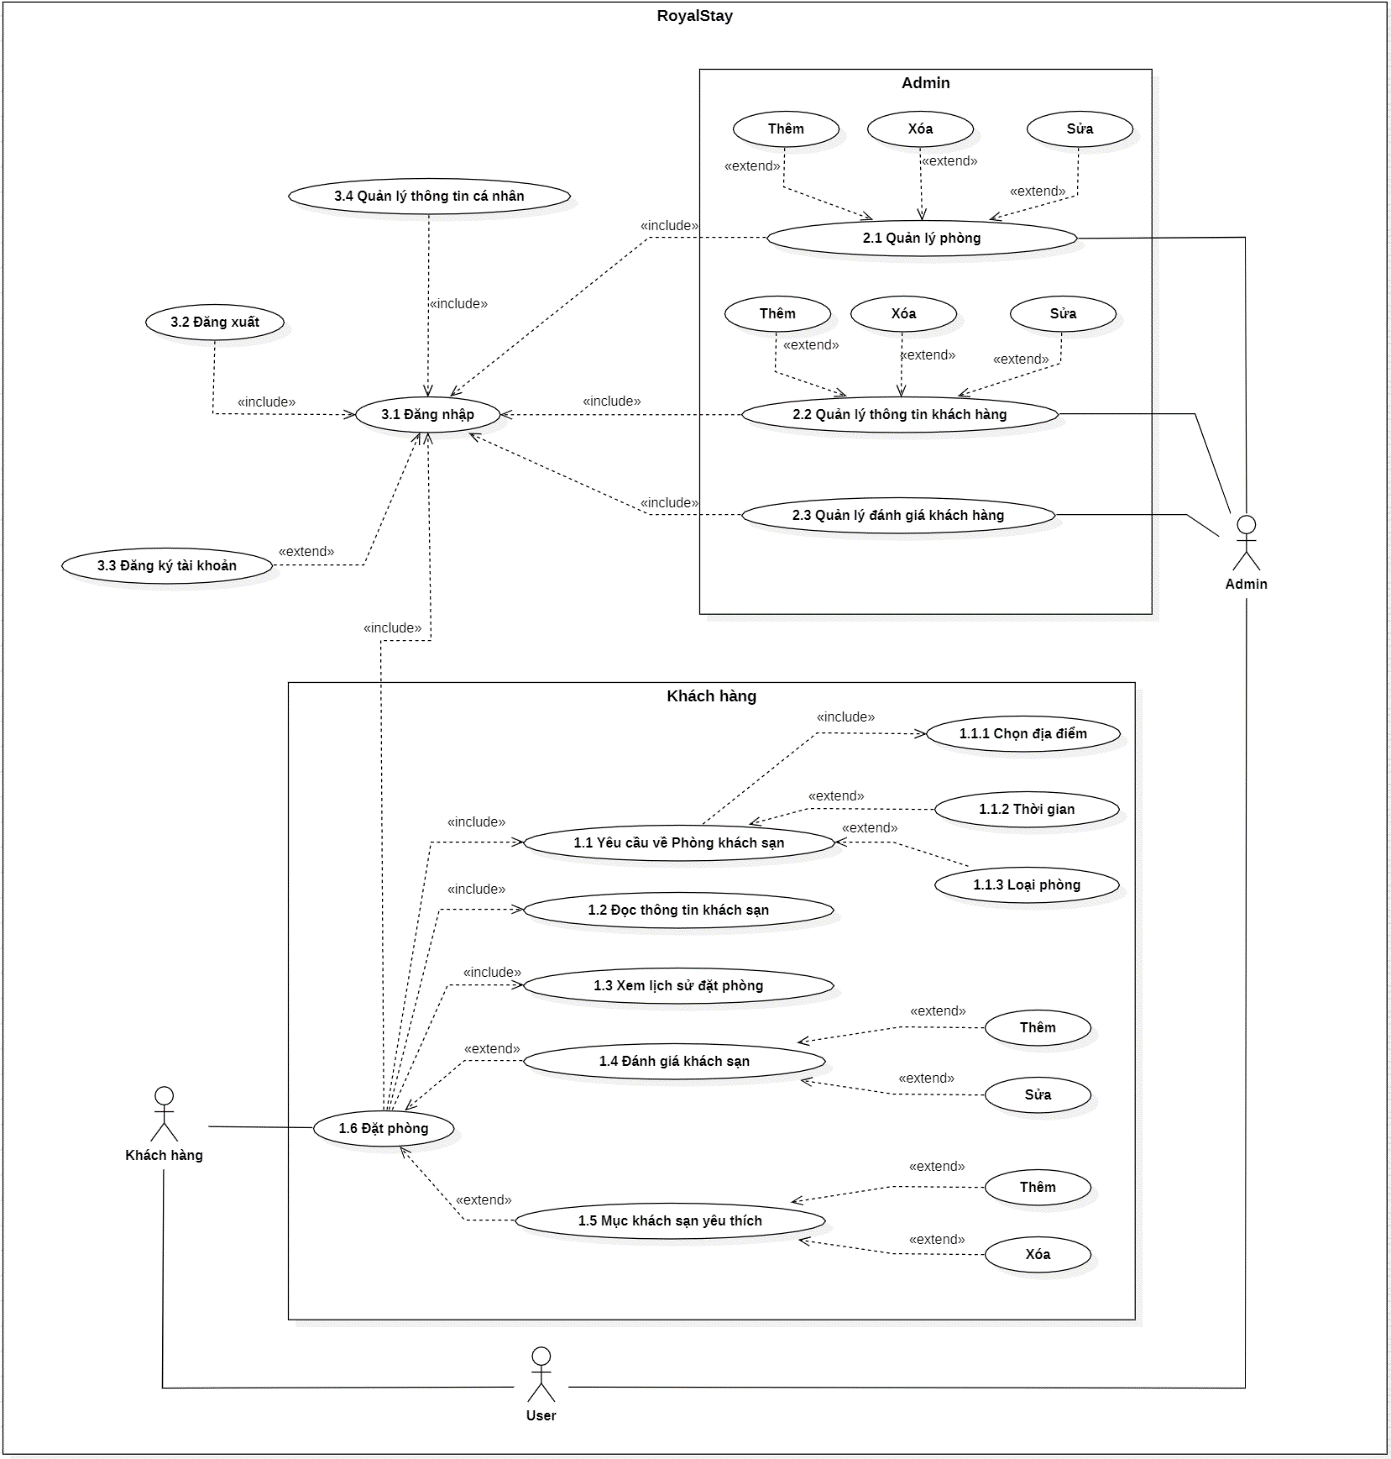 RoyalStay
Admin
Thêm
Xóa
Sửa
«extend»
«extend»
«extend»
3.4 Quản lý thông tin cá nhân
«include»
2.1 Quản lý phòng
«include»
3.2 Đăng xuất
Thêm
Xóa
Sửa
«extend»
«extend»
«extend»
«include»
«include»
3.1 Đăng nhập
2.2 Quản lý thông tin khách hàng
«include»
2.3 Quản lý đánh giá khách hàng
«extend»
3.3 Đăng ký tài khoản
Admin
«include»
Khách hàng
«include»
1.1.1 Chọn địa điểm
«extend»
1.1.2 Thời gian
«include»
«extend»
1.1 Yêu cầu về Phòng khách sạn
1.1.3 Loại phòng
«include»
1.2 Đọc thông tin khách sạn
«include»
1.3 Xem lịch sử đặt phòng
«extend»
Thêm
«extend»
1.4 Đánh giá khách sạn
«extend»
Sửa
1.6 Đặt phòng
Khách hàng
«extend»
Thêm
«extend»
1.5 Mục khách sạn yêu thích
«extend»
Xóa
User